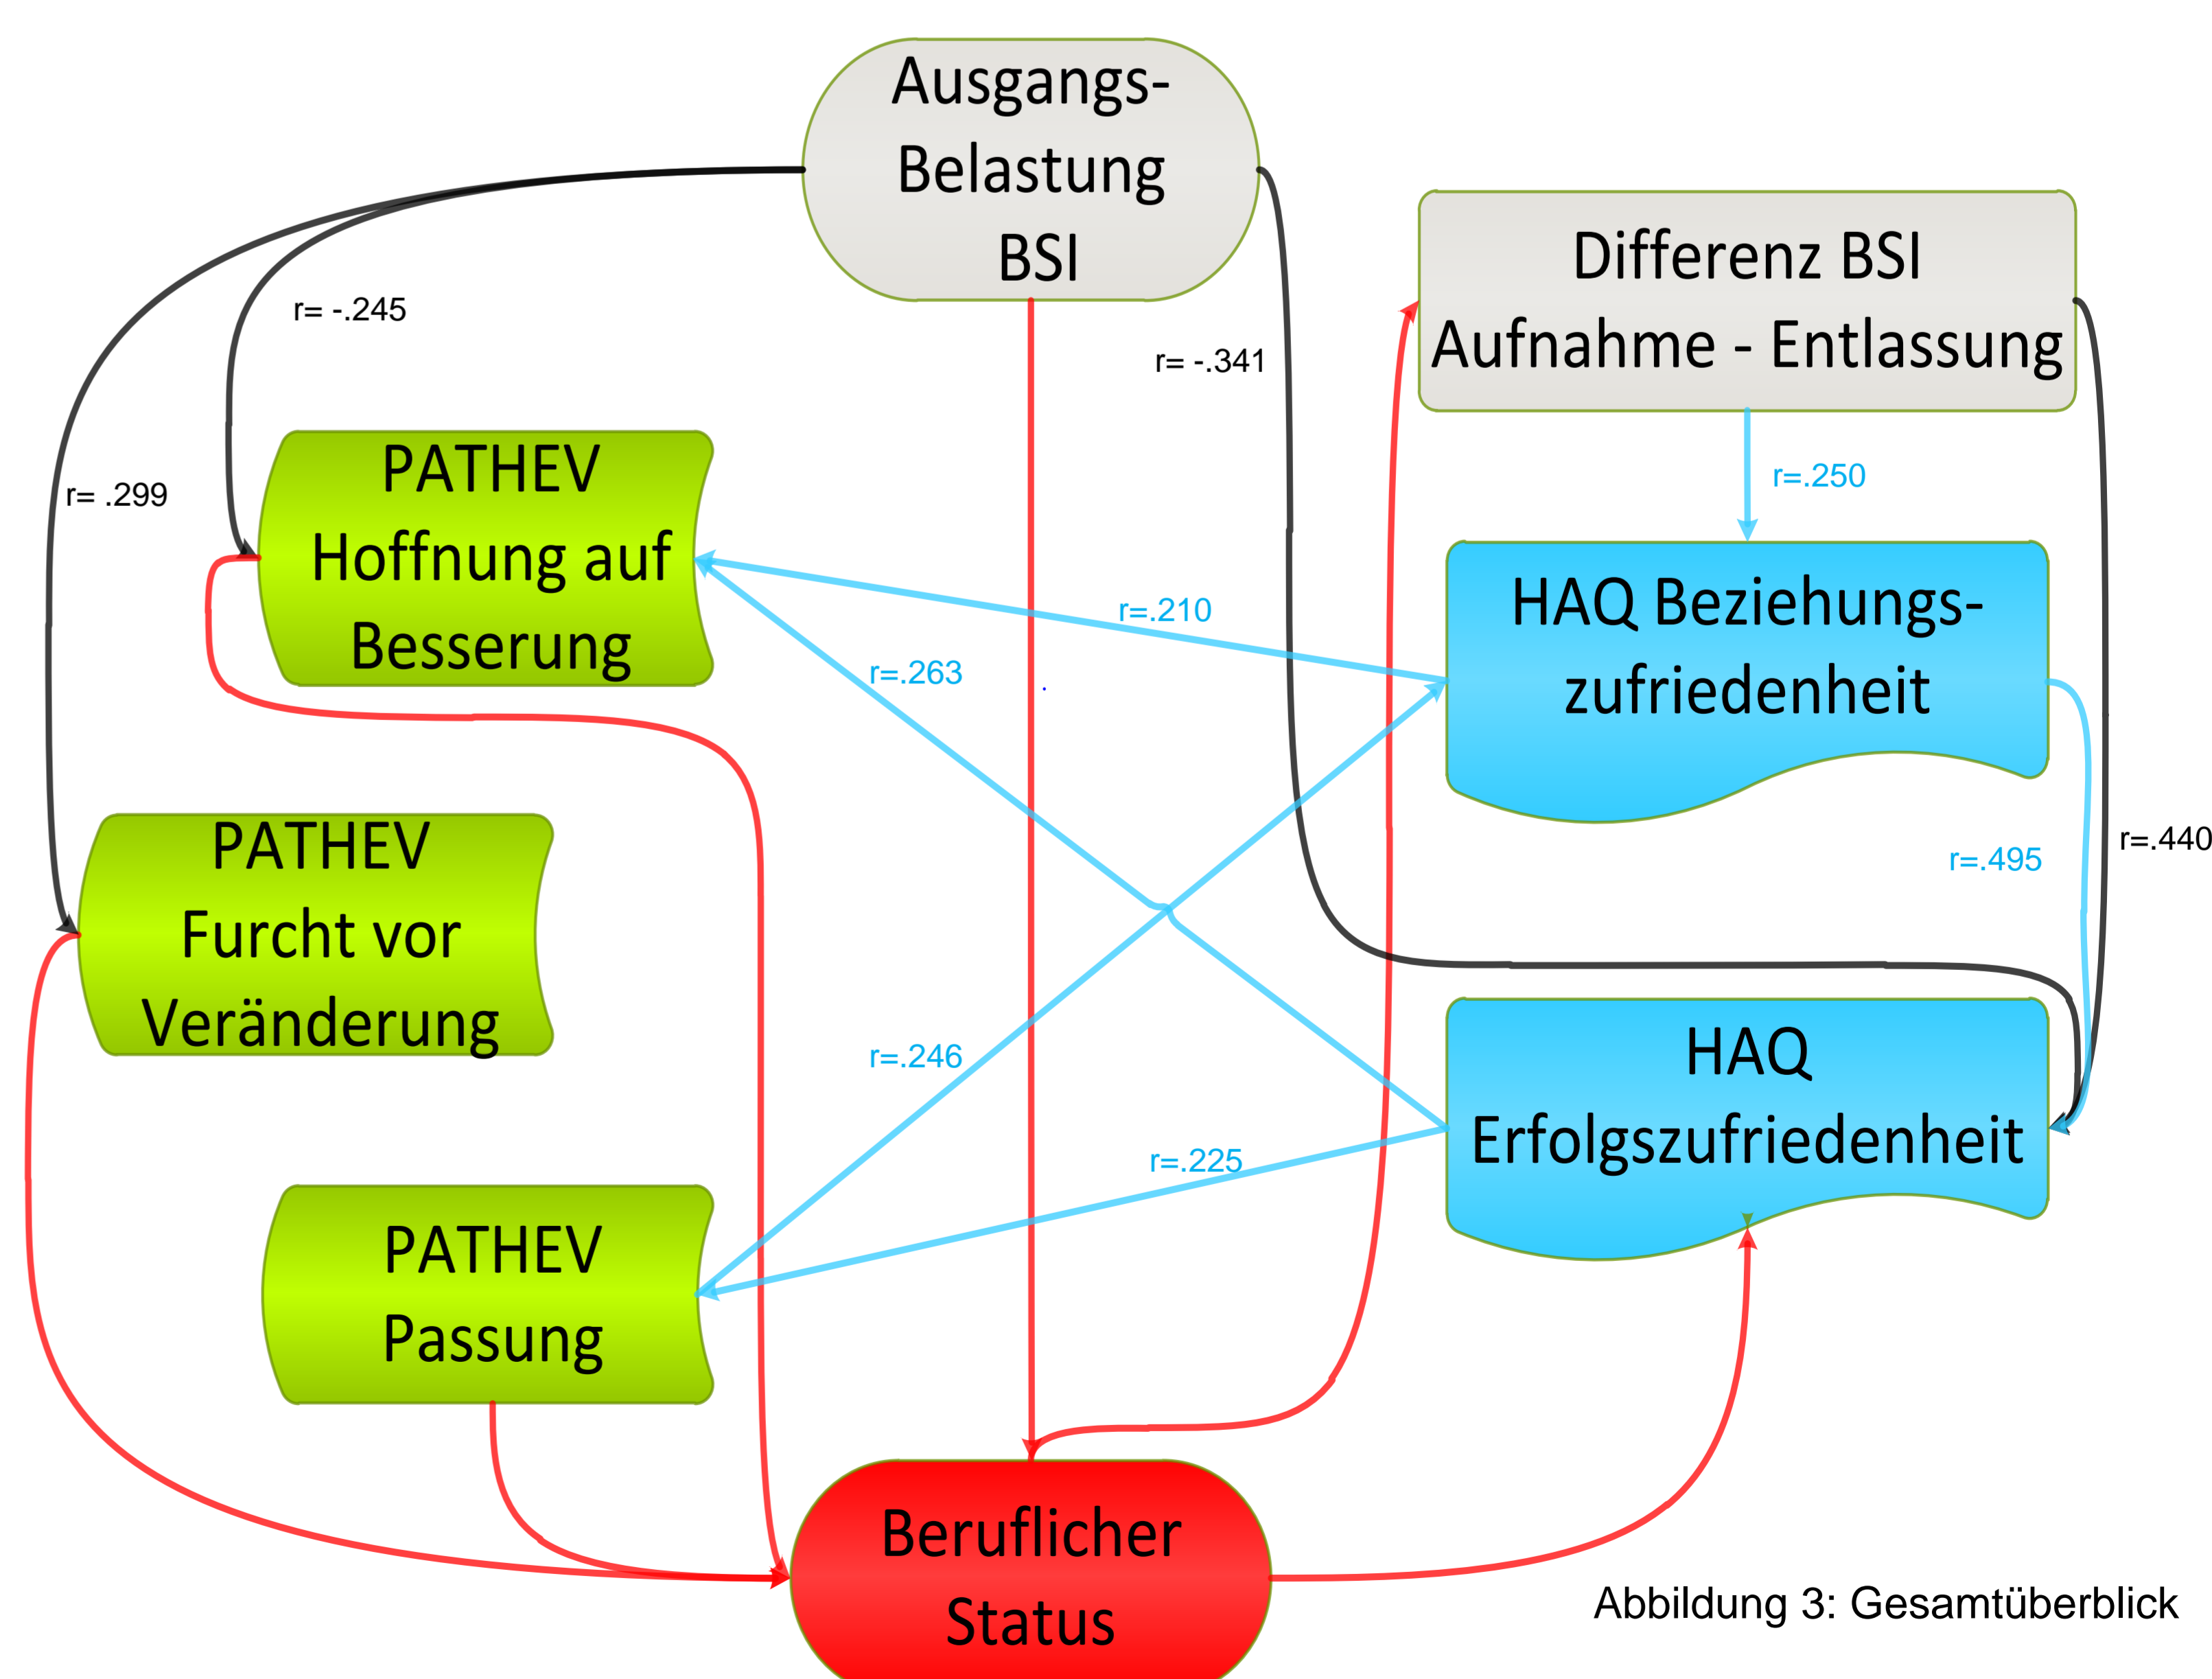 Ausgangs-
Belastung
BSI
Differenz BSI
Aufnahme - Entlassung
r= -.245
r= -.341
r= .299
r=.250
PATHEV
Hoffnung auf
Besserung
HAQ Beziehungs-
zufriedenheit
r=.210
r=.263
r=.440
r=.495
PATHEV
Furcht vor
Veränderung
r=.246
HAQ
Erfolgszufriedenheit
r=.225
PATHEV
Passung
Beruflicher
Status
Abbildung 3: Gesamtüberblick